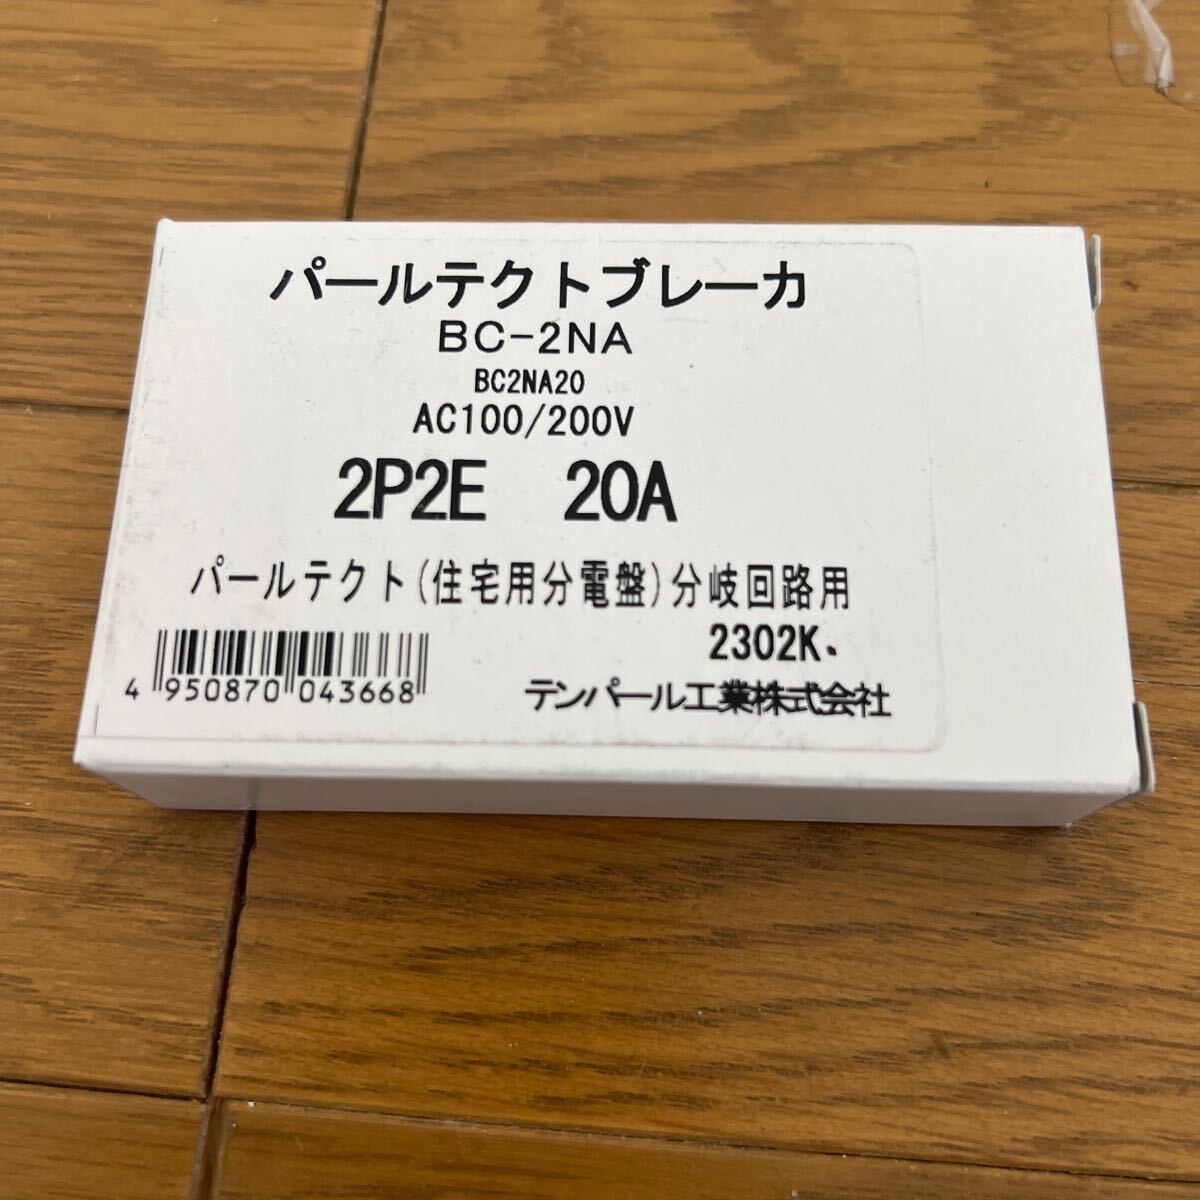 パールテクトブレーカ
BC-2NA
BC2NA20
AC100/200V
2P2E 20A
パールテクト(住宅用分電盤)分岐回路用
2302K.
4 950870 043668
テンパール工業株式会社